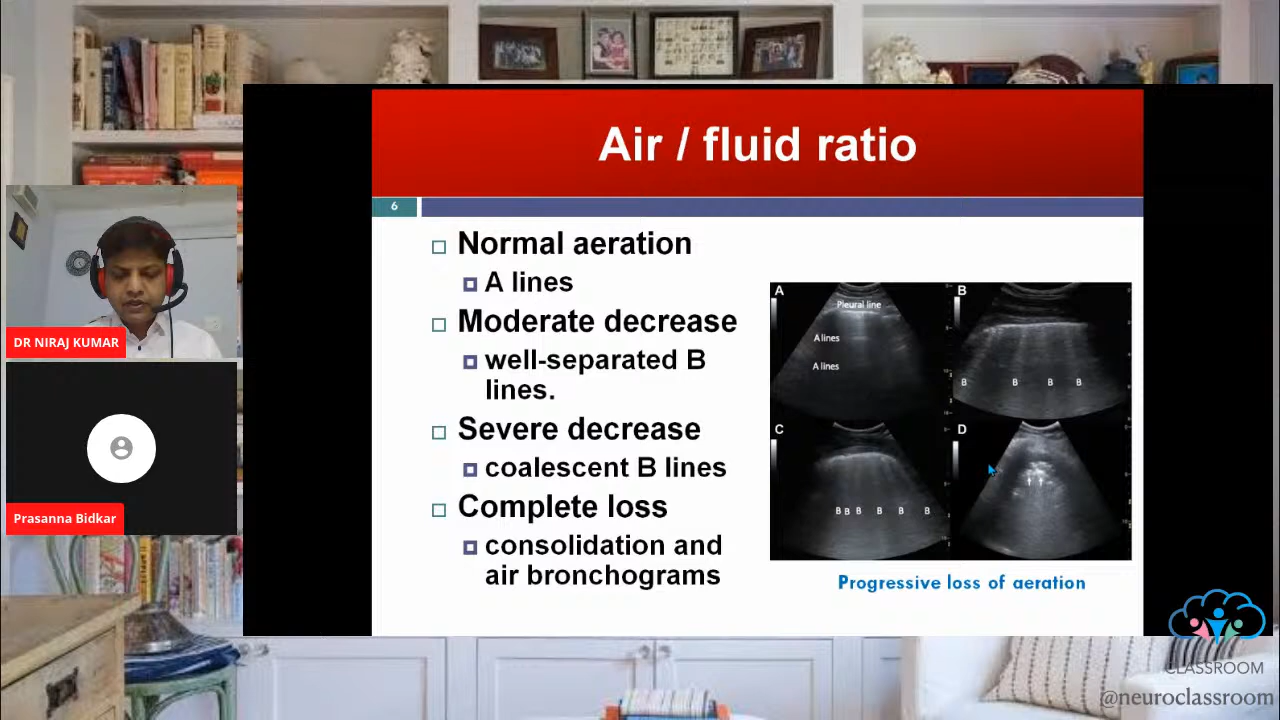 Air / fluid ratio
6
Normal aeration
A lines
Moderate decrease
well-separated B
lines.
Severe decrease
coalescent B lines
Complete loss
consolidation and
air bronchograms
A
Pleural line
A lines
A lines
B
B B B B
C
B B B B B B
D
Progressive loss of aeration
DR NIRAJ KUMAR
Prasanna Bidkar
CLASSROOM
@neuroclassroom